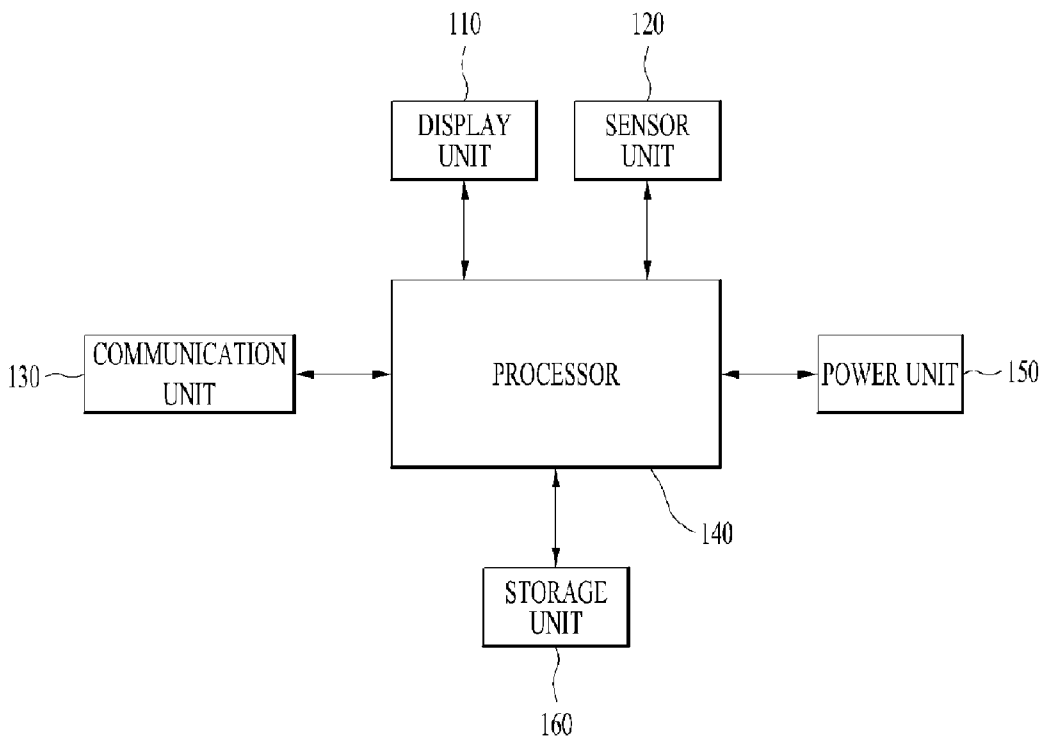 110
120
DISPLAY
UNIT
SENSOR
UNIT
COMMUNICATION
UNIT
130
PROCESSOR
POWER UNIT
150
140
STORAGE
UNIT
160